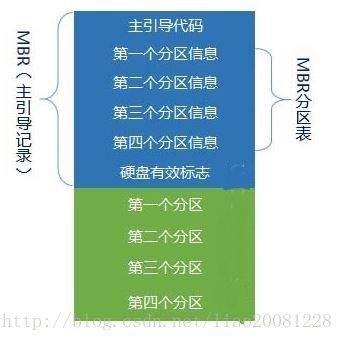 MBR（主引导记录）
主引导代码
第一个分区信息
第二个分区信息
第三个分区信息
第四个分区信息
硬盘有效标志
MBR分区表
第一个分区
第二个分区
第三个分区
第四个分区
http://blog.csdn.net/liao20081228